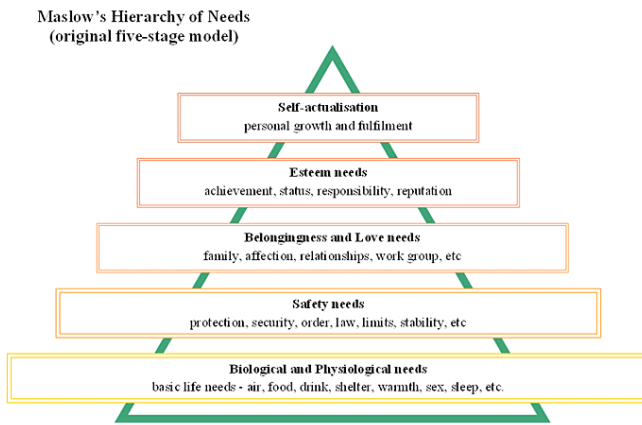 Maslow's Hierarchy of Needs
(original five-stage model)
Self-actualisation
personal growth and fulfilment
Esteem needs
achievement, status, responsibility, reputation
Belongingness and Love needs
family, affection, relationships, work group, etc
Safety needs
protection, security, order, law, limits, stability, etc
Biological and Physiological needs
basic life needs - air, food, drink, shelter, warmth, sex, sleep, etc.